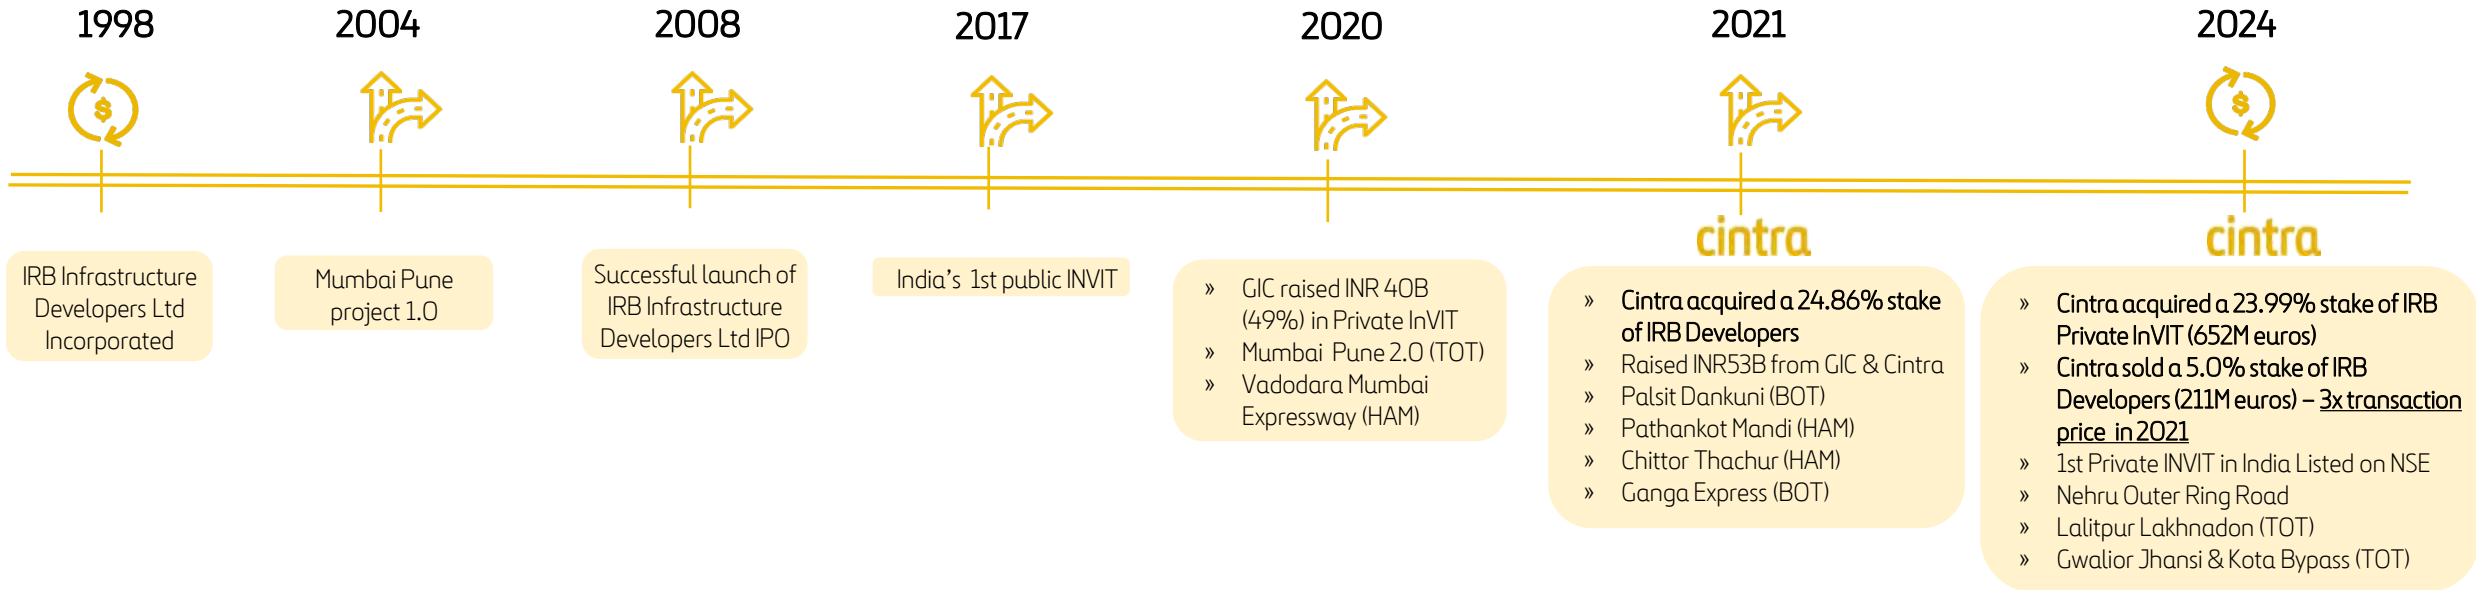 1998
2004
2008
2017
2020
2021
2024
$
$
IRB Infrastructure
Developers Ltd
Incorporated
Mumbai Pune
project 1.0
Successful launch of
IRB Infrastructure
Developers Ltd IPO
India's 1st public INVIT
» GIC raised INR 40B
(49%) in Private InVIT
» Mumbai Pune 2.0 (TOT)
» Vadodara Mumbai
Expressway (HAM)
cintra
» Cintra acquired a 24.86% stake
of IRB Developers
» Raised INR53B from GIC & Cintra
» Palsit Dankuni (BOT)
» Pathankot Mandi (HAM)
» Chittor Thachur (HAM)
» Ganga Express (BOT)
cintra
» Cintra acquired a 23.99% stake of IRB
Private InVIT (652M euros)
» Cintra sold a 5.0% stake of IRB
Developers (211M euros) – 3x transaction
price in 2021
» 1st Private INVIT in India Listed on NSE
» Nehru Outer Ring Road
» Lalitpur Lakhnadon (TOT)
» Gwalior Jhansi & Kota Bypass (TOT)